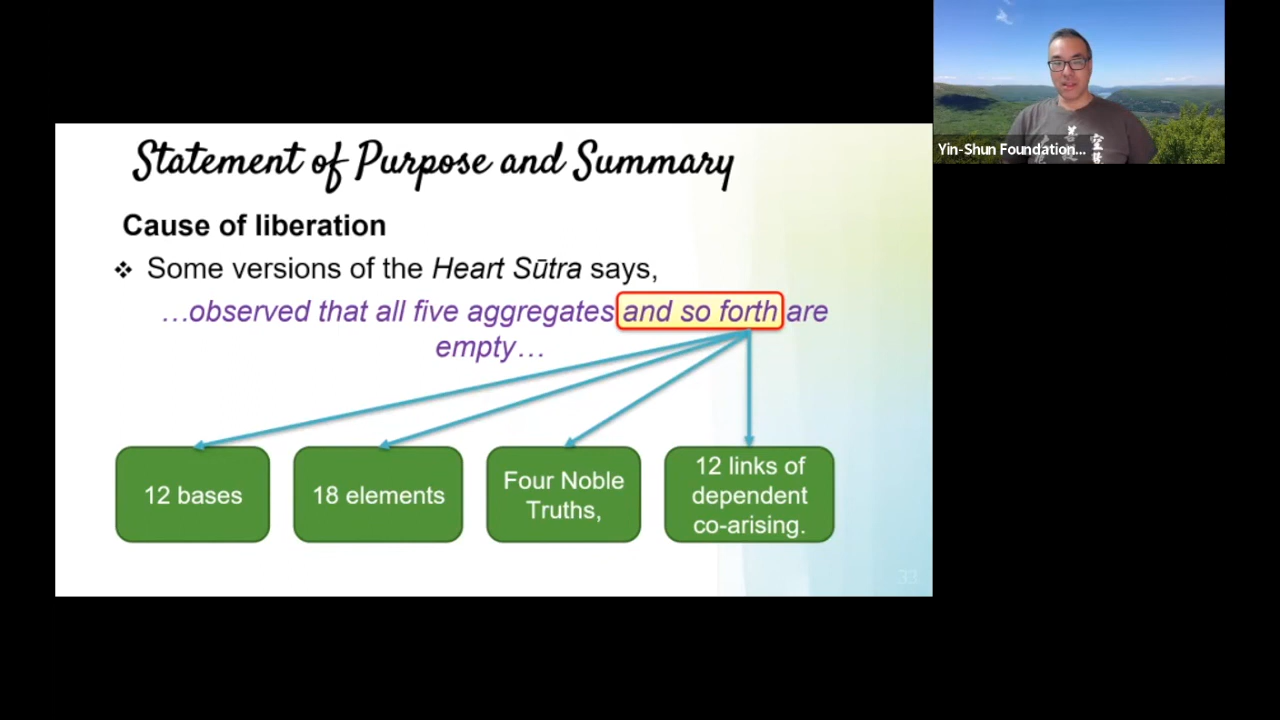 Statement of Purpose and Summary
Cause of liberation
❖ Some versions of the Heart Sūtra says,
…observed that all five aggregates and so forth are
empty…
12 bases
18 elements
Four Noble
Truths,
12 links of
dependent
co-arising.
33
Yin-Shun Foundation...